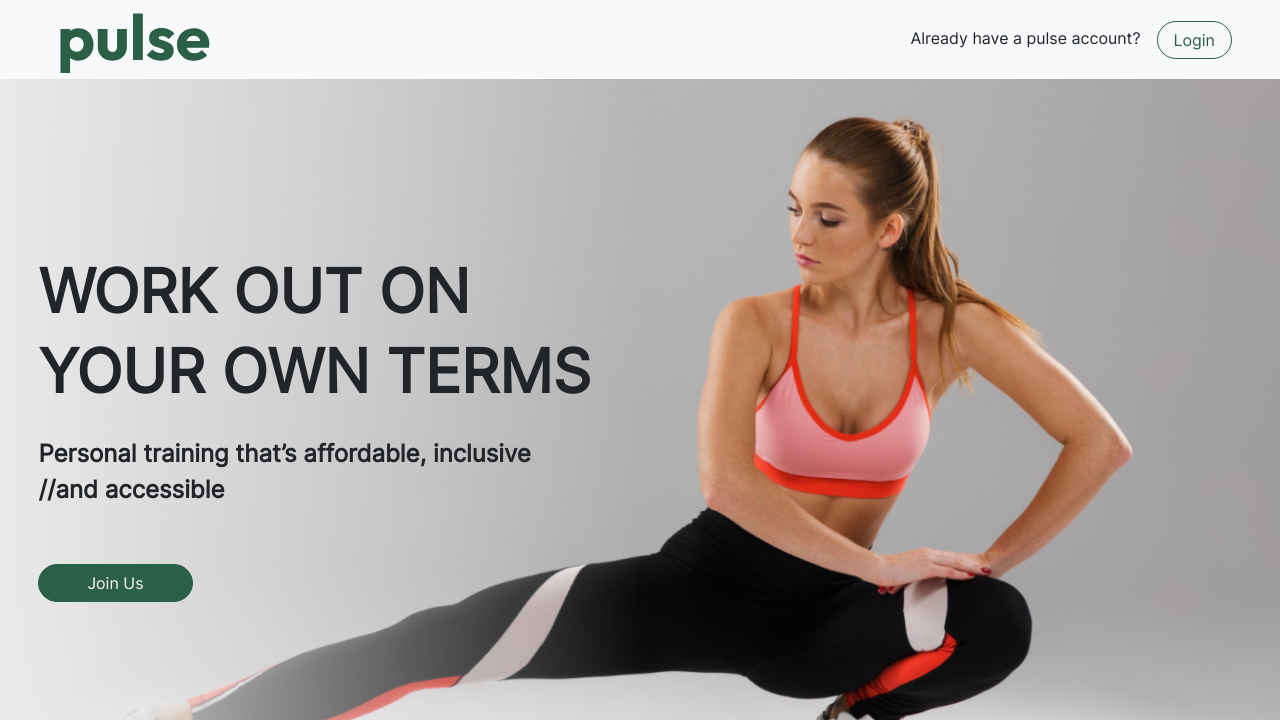 pulse
Already have a pulse account?
Login
WORK OUT ON
YOUR OWN TERMS
Personal training that’s affordable, inclusive
//and accessible
Join Us